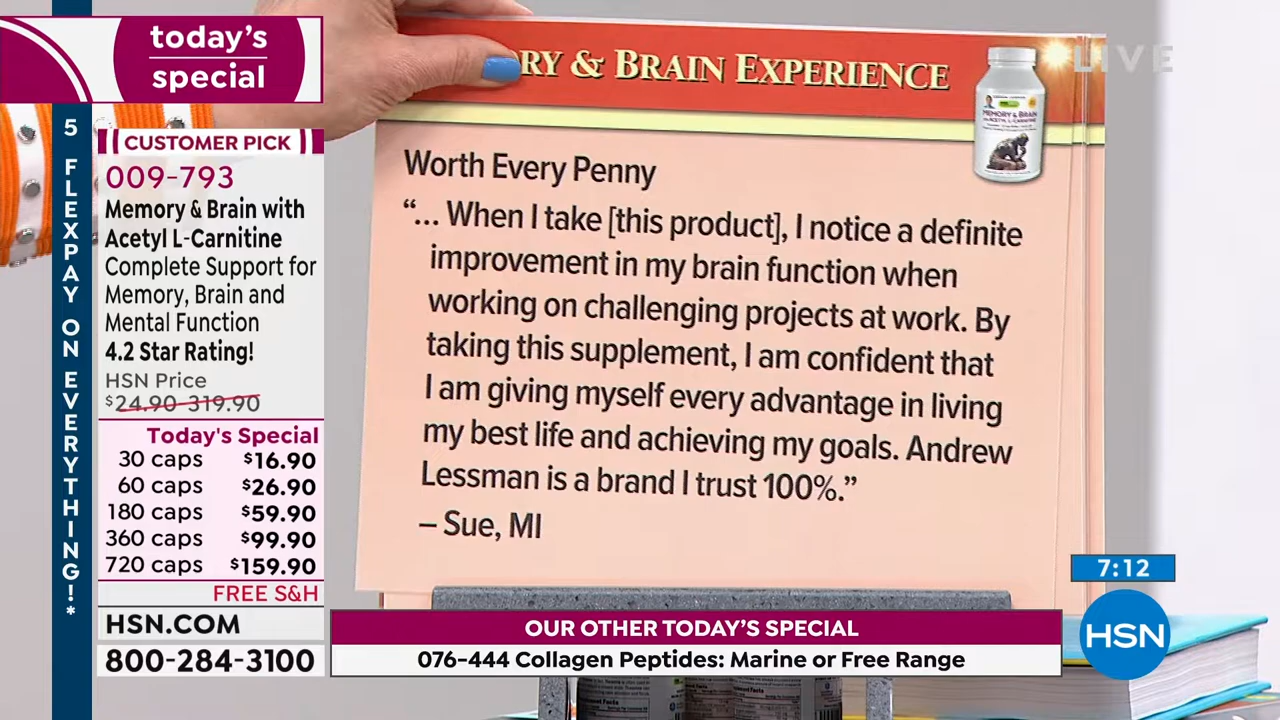 today's
special
5 FLEXPAY ON EVERYTHING!*
CUSTOMER PICK
009-793
Memory & Brain with
Acetyl L-Carnitine
Complete Support for
Memory, Brain and
Mental Function
4.2 Star Rating!
HSN Price
$24.90-319.90
Today's Special
30 caps $16.90
60 caps $26.90
180 caps $59.90
360 caps $99.90
720 caps $159.90
FREE S&H
HSN.COM
800-284-3100
ORY & BRAIN EXPERIENCE
LIVE
MEMORY & BRAIN
ACETYL L-CARNITINE
Worth Every Penny
“... When I take [this product], I notice a definite
improvement in my brain function when
working on challenging projects at work. By
taking this supplement, I am confident that
I am giving myself every advantage in living
my best life and achieving my goals. Andrew
Lessman is a brand I trust 100%.”
– Sue, MI
7:12
HSN
OUR OTHER TODAY'S SPECIAL
076-444 Collagen Peptides: Marine or Free Range